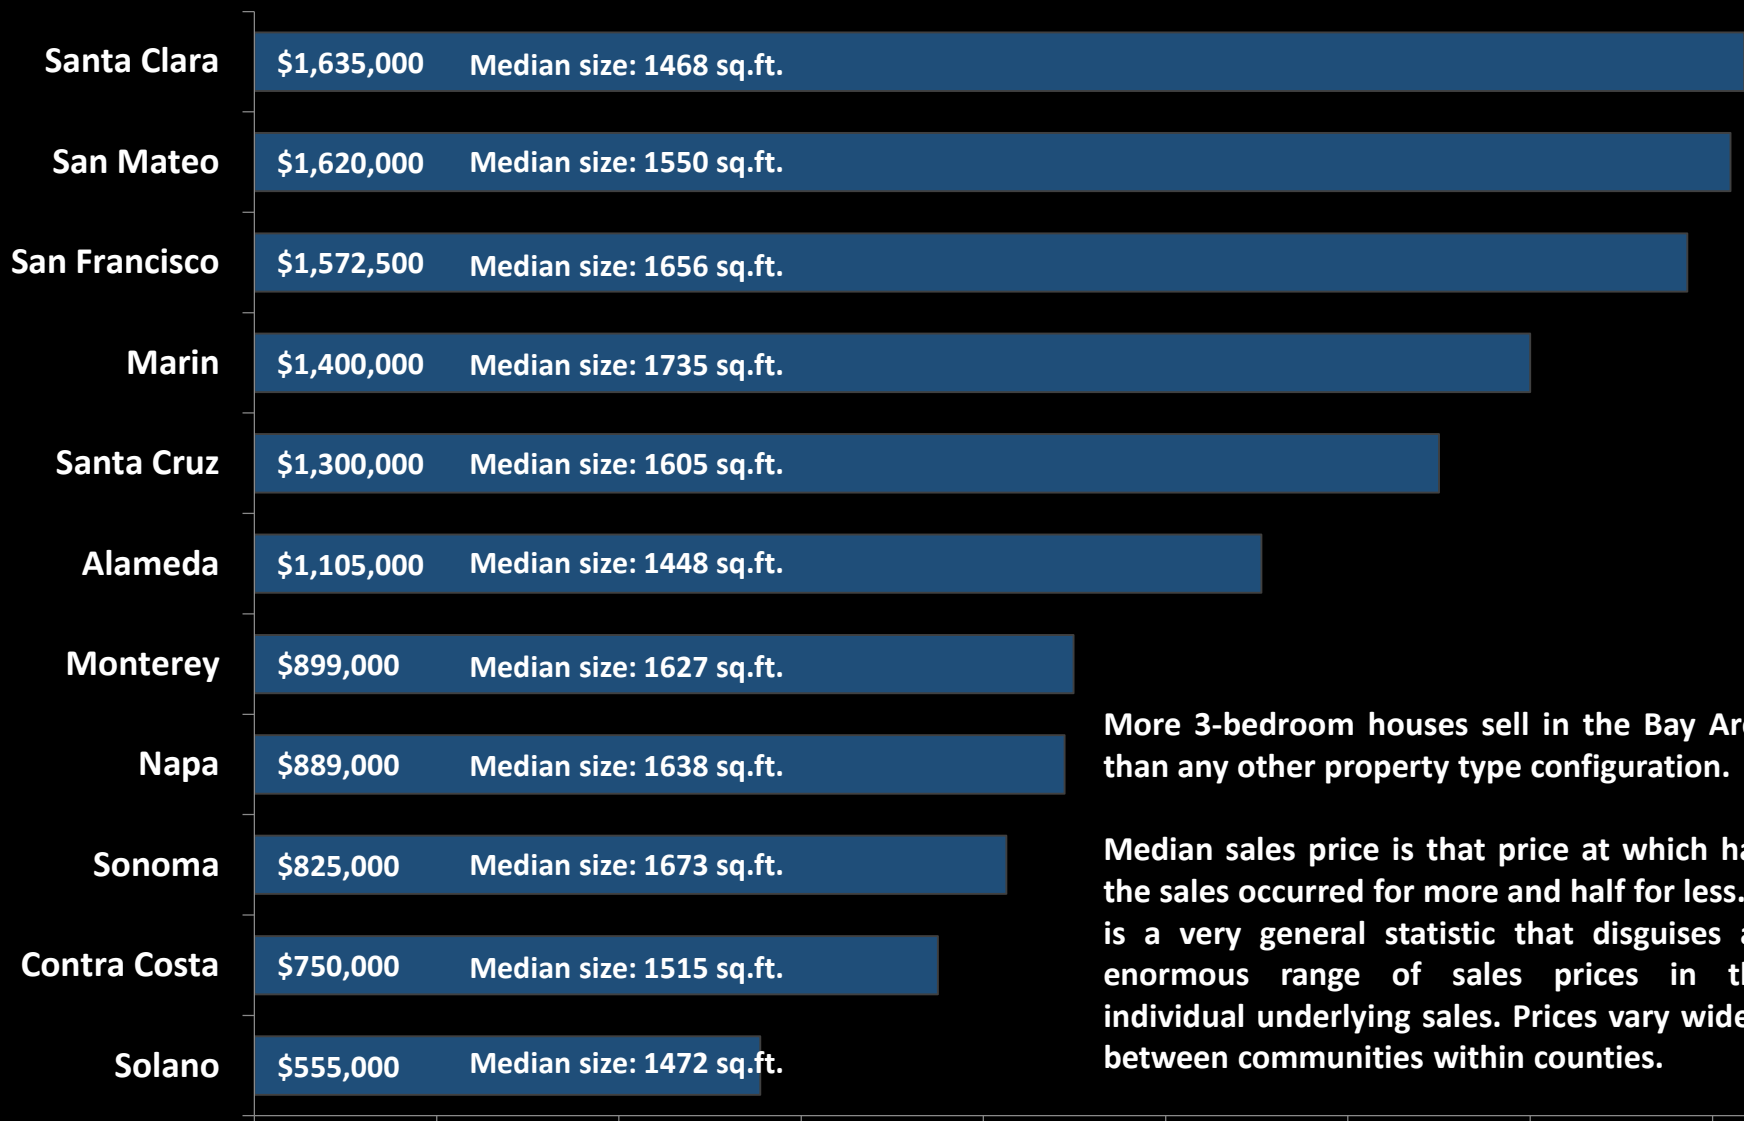 Santa Clara $1,635,000 Median size: 1468 sq.ft.
San Mateo $1,620,000 Median size: 1550 sq.ft.
San Francisco $1,572,500 Median size: 1656 sq.ft.
Marin $1,400,000 Median size: 1735 sq.ft.
Santa Cruz $1,300,000 Median size: 1605 sq.ft.
Alameda $1,105,000 Median size: 1448 sq.ft.
Monterey $899,000 Median size: 1627 sq.ft.
Napa $889,000 Median size: 1638 sq.ft.
Sonoma $825,000 Median size: 1673 sq.ft.
Contra Costa $750,000 Median size: 1515 sq.ft.
Solano $555,000 Median size: 1472 sq.ft.
More 3-bedroom houses sell in the Bay
than any other property type configuration.
Median sales price is that price at which
the sales occurred for more and half for less.
is a very general statistic that disguises
enormous range of sales prices in
individual underlying sales. Prices vary
between communities within counties.